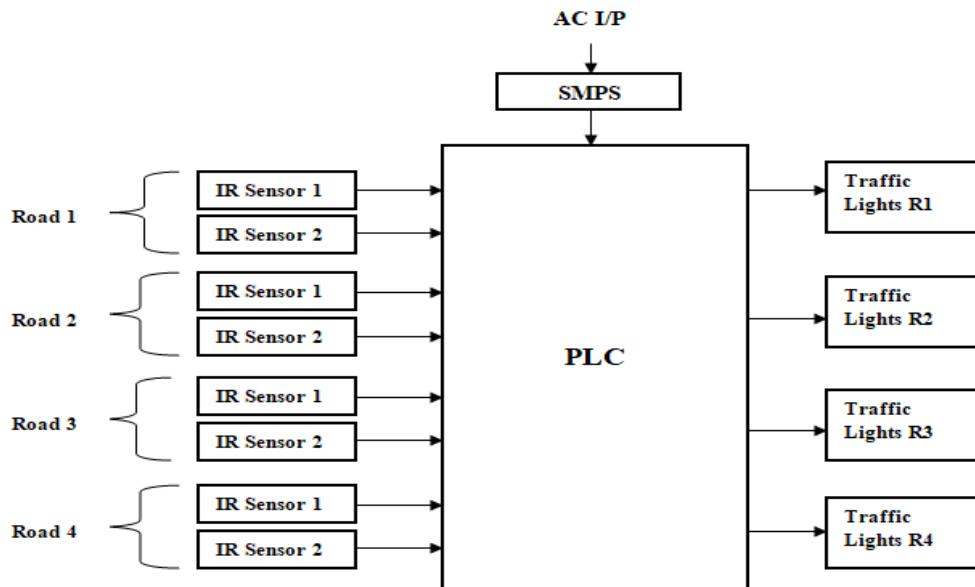 AC I/P
SMPS
Road 1
IR Sensor 1
IR Sensor 2
Road 2
IR Sensor 1
IR Sensor 2
Road 3
IR Sensor 1
IR Sensor 2
Road 4
IR Sensor 1
IR Sensor 2
PLC
Traffic
Lights R1
Traffic
Lights R2
Traffic
Lights R3
Traffic
Lights R4